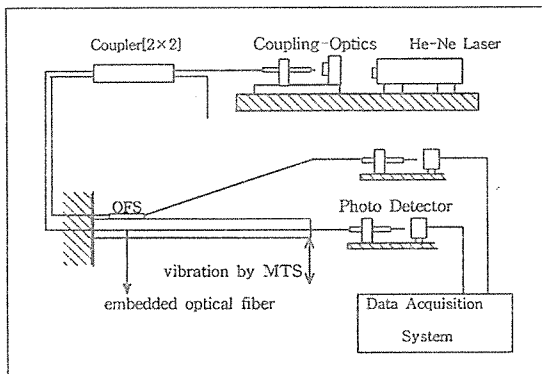 Coupler[2×2]
Coupling-Optics
He-Ne Laser
OFS
Photo Detector
vibration by MTS
embedded optical fiber
Data Acquisition
System